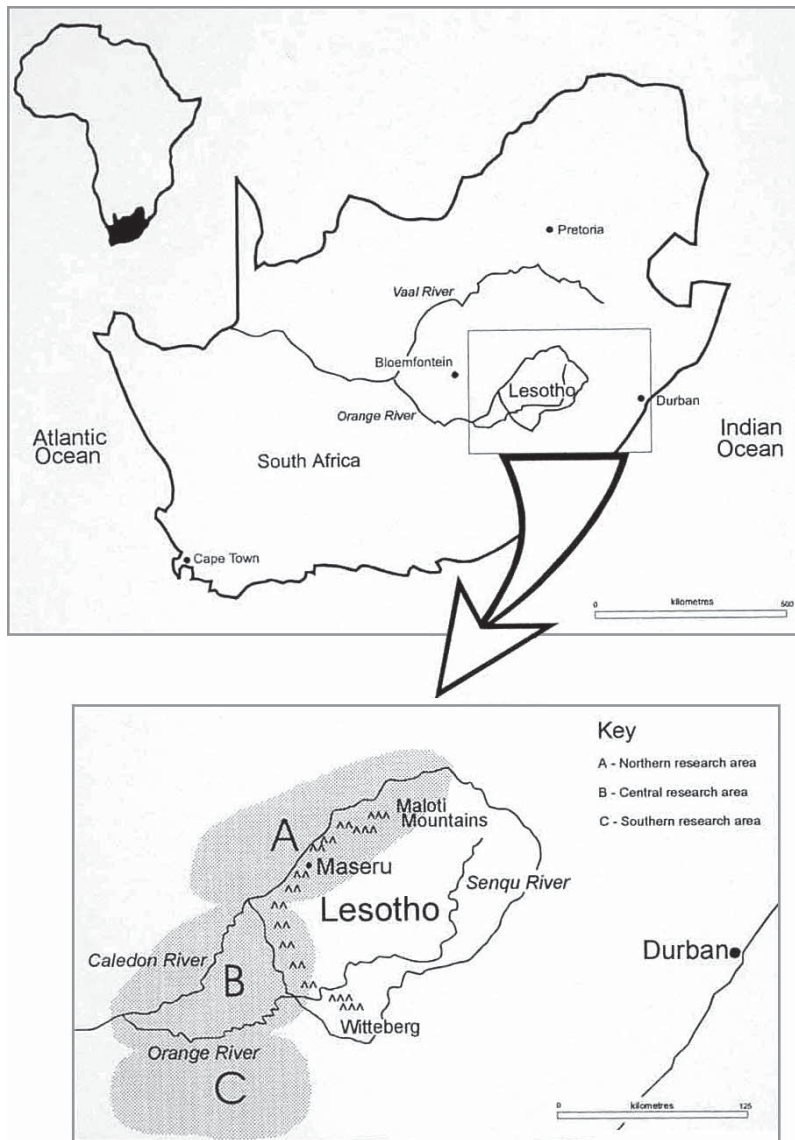 Pretoria
Vaal River
Bloemfontein
Lesotho
Durban
Orange River
Atlantic
Ocean
Indian
Ocean
South Africa
Cape Town
0 kilometres 500
Key
A - Northern research area
B - Central research area
C - Southern research area
A
Maloti
Mountains
Maseru
Senqu River
Lesotho
Caledon River
B
Durban
Witteberg
Orange River
C
0 kilometres 125